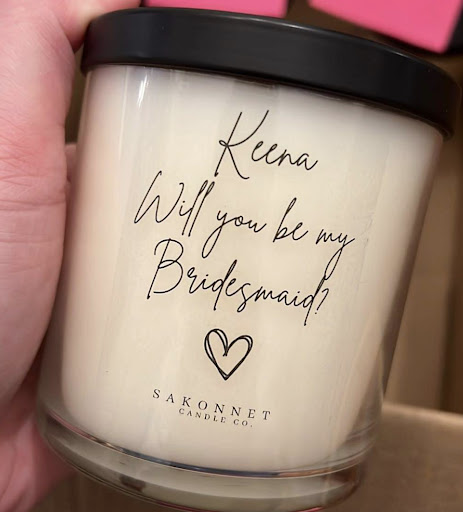 Keena
Will you be my
Bridesmaid?
SAKONNET
CANDLE CO.